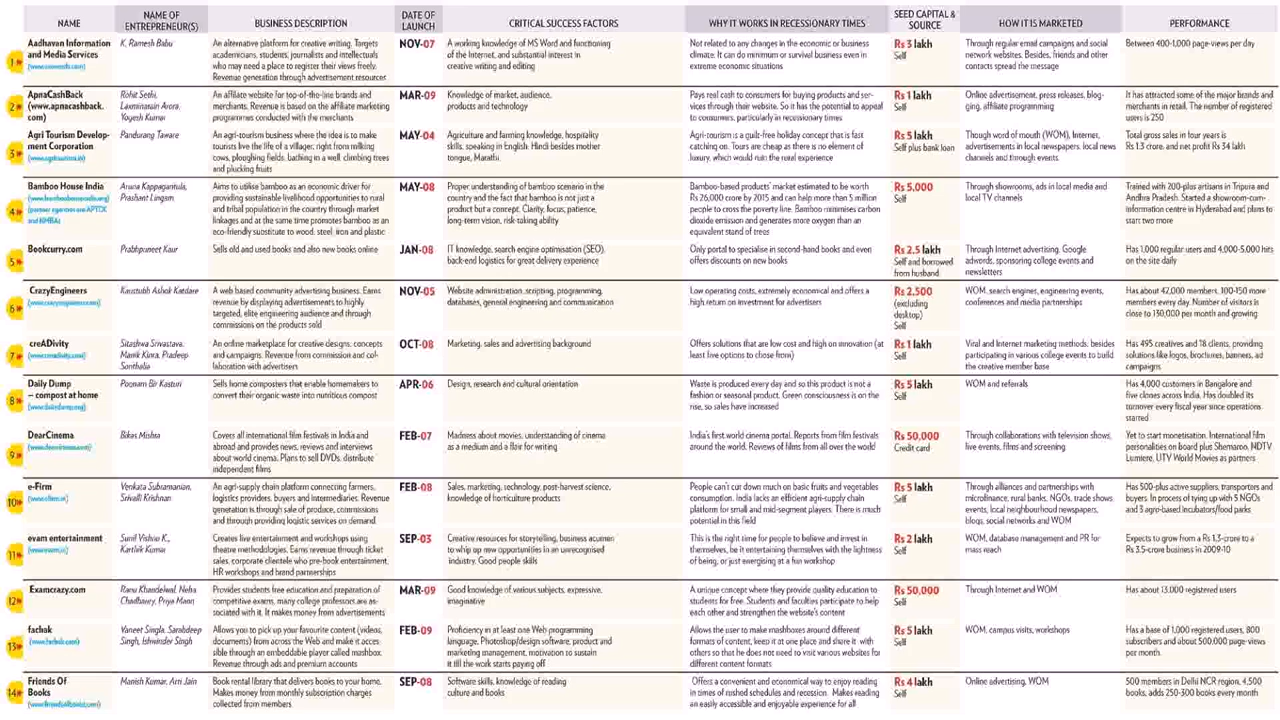 NAME
NAME OF
ENTREPRENEUR(S)
BUSINESS DESCRIPTION
DATE OF
LAUNCH
CRITICAL SUCCESS FACTORS
WHY IT WORKS IN RECESSIONARY TIMES
SEED CAPITAL &
SOURCE
HOW IT IS MARKETED
PERFORMANCE
1
Aadhavan Information
and Media Services
K. Ramesh Babu
An alternative platform for creative writing. Targets
academicians, students, journalists and intellectuals
who may need a place to register their views freely.
Revenue generation through advertisement resources
NOV-07
A working knowledge of MS Word and functioning
of the Internet, and substantial interest in
creative writing and editing
Not related to any changes in the economic or business
climate. It can do minimum or survival business even in
extreme economic situations
Rs 3 lakh
Self
Through regular email campaigns and social
network websites. Besides, friends and other
contacts spread the message
Between 400-1,000 page-views per day
2
ApnaCashBack
(www.apnacashback.
com)
Rohit Sethi,
Laxminarain Arora,
Yogesh Kumar
An affiliate website for top-of-the-line brands and
merchants. Revenue is based on the affiliate marketing
programmes conducted with the merchants
MAR-09
Knowledge of market, audience,
products and technology
Pays real cash to consumers for buying products and ser-
vices through their website. So it has the potential to appeal
to consumers, particularly in recessionary times
Rs 1 lakh
Self
Online advertisement, press releases, blog-
ging, affiliate programming
It has attracted some of the major brands and
merchants in retail. The number of registered
users is 250
3
Agri Tourism Develop-
ment Corporation
Pandurang Taware
An agri-tourism business where the idea is to make
tourists live the life of a villager: right from milking
cows, ploughing fields, bathing in a well, climbing trees
and plucking fruits
MAY-04
Agriculture and farming knowledge, hospitality
skills, speaking in English, Hindi besides mother
tongue, Marathi.
Agri-tourism is a guilt-free holiday concept that is fast
catching on. Tours are cheap as there is no element of
luxury, which would ruin the rural experience
Rs 5 lakh
Self plus bank loan
Though word of mouth (WOM), Internet,
advertisements in local newspapers, local news
channels and through events.
Total gross sales in four years is
Rs 1.3 crore, and net profit Rs 34 lakh
4
Bamboo House India
Aruna Kappagantula,
Prashant Lingam
Aims to utilise bamboo as an economic driver for
providing sustainable livelihood opportunities to rural
and tribal population in the country through market
linkages and at the same time promotes bamboo as an
eco-friendly substitute to wood, steel, iron and plastic
MAY-08
Proper understanding of bamboo scenario in the
country and the fact that bamboo is not just a
product but a concept. Clarity, focus, patience,
long-term vision, risk-taking ability
Bamboo-based products' market estimated to be worth
Rs 26,000 crore by 2015 and can help more than 5 million
people to cross the poverty line. Bamboo minimises carbon
dioxide emission and generates more oxygen than an
equivalent stand of trees
Rs 5,000
Self
Through showrooms, ads in local media and
local TV channels
Trained with 200-plus artisans in Tripura and
Andhra Pradesh. Started a showroom-cum-
information centre in Hyderabad and plans to
start two more
5
Bookcurry.com
Prabhpuneet Kaur
Sells old and used books and also new books online
JAN-08
IT knowledge, search engine optimisation (SEO),
back-end logistics for great delivery experience
Only portal to specialise in second-hand books and even
offers discounts on new books
Rs 2.5 lakh
Self and borrowed
from husband
Through Internet advertising, Google
adwords, sponsoring college events and
newsletters
Has 1,000 regular users and 4,000-5,000 hits
on the site daily
6
CrazyEngineers
Kaustubh Ashok Katdare
A web based community advertising business. Earns
revenue by displaying advertisements to highly
targeted, elite engineering audience and through
commissions on the products sold
NOV-05
Website administration, scripting, programming,
databases, general engineering and communication
Low operating costs, extremely economical and offers a
high return on investment for advertisers
Rs 2,500
(excluding
desktop)
Self
WOM, search engines, engineering events,
conferences and media partnerships
Has about 42,000 members, 100-150 more
members every day. Number of visitors is
close to 130,000 per month and growing
7
creADivity
Sitashwa Srivastava,
Manik Kinra, Pradeep
Sonthalia
An online marketplace for creative designs, concepts
and campaigns. Revenue from commission and col-
laboration with advertisers
OCT-08
Marketing, sales and advertising background
Offers solutions that are low cost and high on innovation (at
least five options to chose from)
Rs 1 lakh
Self
Viral and Internet marketing methods, besides
participating in various college events to build
the creative member base
Has 495 creatives and 18 clients, providing
solutions like logos, brochures, banners, ad
campaigns
8
Daily Dump
– compost at home
Poonam Bir Kasturi
Sells home composters that enable homemakers to
convert their organic waste into nutritious compost
APR-06
Design, research and cultural orientation
Waste is produced every day and so this product is not a
fashion or seasonal product. Green consciousness is on the
rise, so sales have increased
Rs 5 lakh
Self
WOM and referrals
Has 4,000 customers in Bangalore and
five clones across India. Has doubled its
turnover every fiscal year since operations
started
9
DearCinema
Bikas Mishra
Covers all international film festivals in India and
abroad and provides news, reviews and interviews
about world cinema. Plans to sell DVDs, distribute
independent films
FEB-07
Madness about movies, understanding of cinema
as a medium and a flair for writing
India's first world cinema portal. Reports from film festivals
around the world. Reviews of films from all over the world
Rs 50,000
Credit card
Through collaborations with television shows,
live events, films and screening
Yet to start monetisation. International film
personalities on board plus Shemaroo, NDTV
Lumiere, UTV World Movies as partners
10
e-Firm
Venkata Subramanian,
Srivalli Krishnan
An agri-supply chain platform connecting farmers,
logistics providers, buyers and intermediaries. Revenue
generation is through sale of produce, commissions
and through providing logistic services on demand
FEB-08
Sales, marketing, technology, post-harvest science,
knowledge of horticulture products
People can't cut down much on basic fruits and vegetables
consumption. India lacks an efficient agri-supply chain
platform for small and mid-segment players. There is much
potential in this field
Rs 5 lakh
Self
Through alliances and partnerships with
microfinance, rural banks, NGOs, trade shows
events, local neighbourhood newspapers,
blogs, social networks and WOM
Has 500-plus active suppliers, transporters and
buyers. In process of tying up with 5 NGOs
and 3 agro-based incubators/food parks
11
evam entertainment
Sunil Vishnu K.,
Karthik Kumar
Creates live entertainment and workshops using
theatre methodologies. Earns revenue through ticket
sales, corporate clientele who pre-book entertainment,
HR workshops and brand partnerships
SEP-03
Creative resources for storytelling, business acumen
to whip up new opportunities in an unrecognised
'industry. Good people skills
This is the right time for people to believe and invest in
themselves, be it entertaining themselves with the lightness
of being, or just energising at a fun workshop
Rs 2 lakh
Self
WOM, database management and PR for
mass reach
Expects to grow from a Rs 1.3-crore to a
Rs 3.5-crore business in 2009-10
12
Examcrazy.com
Ranu Khandelwal, Neha
Chaudhary, Priya Mann
Provides students free education and preparation of
competitive exams, many college professors are as-
sociated with it. It makes money from advertisements
MAR-09
Good knowledge of various subjects, expressive,
imaginative
A unique concept where they provide quality education to
students for free. Students and faculties participate to help
each other and strengthen the website's content
Rs 50,000
Self
Through Internet and WOM
Has about 13,000 registered users
13
fachak
Vaneet Singla, Sarabdeep
Singh, Ishwinder Singh
Allows you to pick up your favourite content (videos,
documents) from across the Web and make it acces-
sible through an embeddable player called mashbox.
Revenue through ads and premium accounts
FEB-09
Proficiency in at least one Web programming
language, Photoshop/design software, product and
marketing management, motivation to sustain
it till the work starts paying off
Allows the user to make mashboxes around different
formats of content, keep it at one place and share it with
others so that he does not need to visit various websites for
different content formats
Rs 5 lakh
Self
WOM, campus visits, workshops
Has a base of 1,000 registered users, 800
subscribers and about 500,000 page-views
per month.
14
Friends Of
Books
Manish Kumar, Arti Jain
Book rental library that delivers books to your home.
Makes money from monthly subscription charges
collected from members
SEP-08
Software skills, knowledge of reading
culture and books
Offers a convenient and economical way to enjoy reading
in times of rushed schedules and recession. Makes reading
an easily accessible and enjoyable experience for all
Rs 4 lakh
Self
Online advertising, WOM
500 members in Delhi NCR region, 4,500
books, adds 250-300 books every month